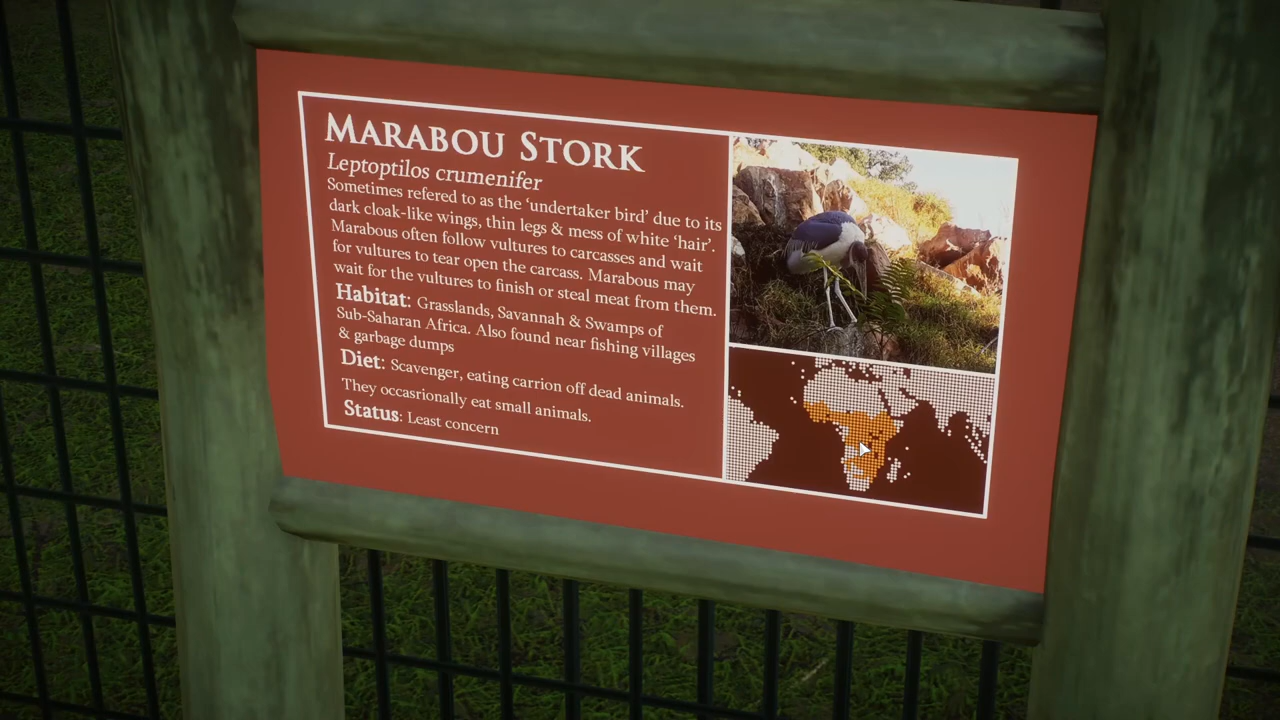 MARABOU STORK
Leptoptilos crumenifer
Sometimes refered to as the ‘undertaker bird’ due to its
dark cloak-like wings, thin legs & mess of white ‘hair’.
Marabous often follow vultures to carcasses and wait
for vultures to tear open the carcass. Marabous may
wait for the vultures to finish or steal meat from them.
Habitat: Grasslands, Savannah & Swamps of
Sub-Saharan Africa. Also found near fishing villages
& garbage dumps
Diet: Scavenger, eating carrion off dead animals.
They occasrionally eat small animals.
Status: Least concern